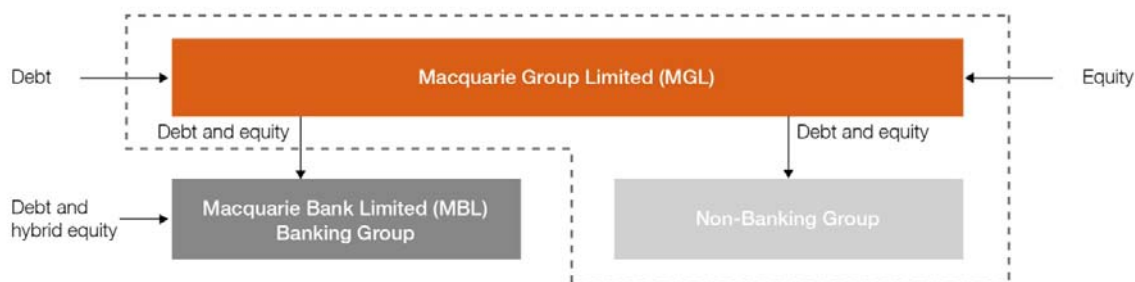 Debt
Macquarie Group Limited (MGL)
Equity
Debt and equity
Debt and equity
Debt and
hybrid equity
Macquarie Bank Limited (MBL)
Banking Group
Non-Banking Group